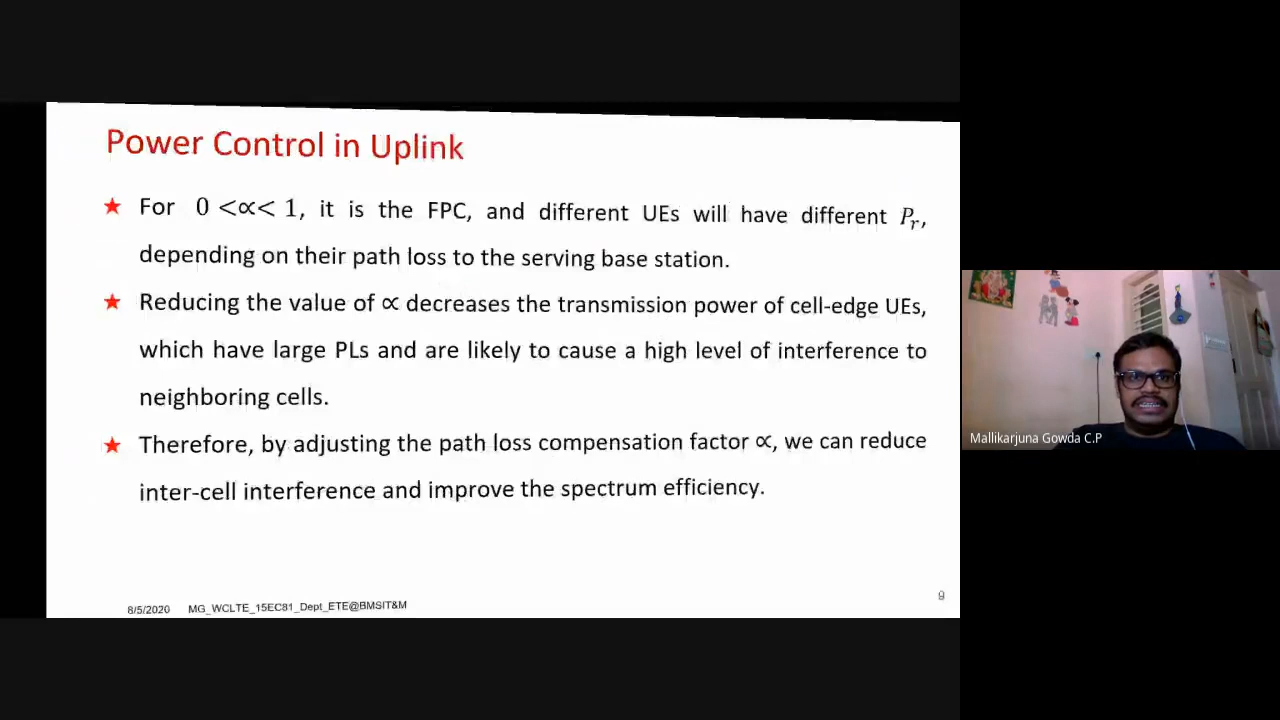 Power Control in Uplink
★ For 0 <∝< 1, it is the FPC, and different UEs will have different Pr,
depending on their path loss to the serving base station.
★ Reducing the value of ∝ decreases the transmission power of cell-edge UEs,
which have large PLs and are likely to cause a high level of interference to
neighboring cells.
★ Therefore, by adjusting the path loss compensation factor ∝, we can reduce
inter-cell interference and improve the spectrum efficiency.
8/5/2020 MG_WCLTE_15EC81_Dept_ETE@BMSIT&M
9
Mallikarjuna Gowda C.P